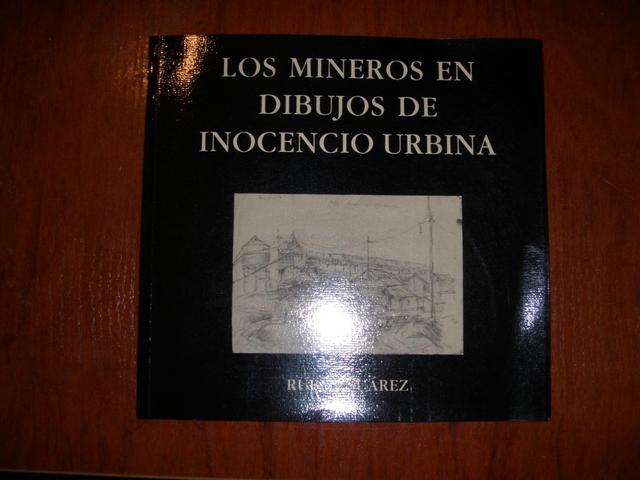 LOS MINEROS EN
DIBUJOS DE
INOCENCIO URBINA